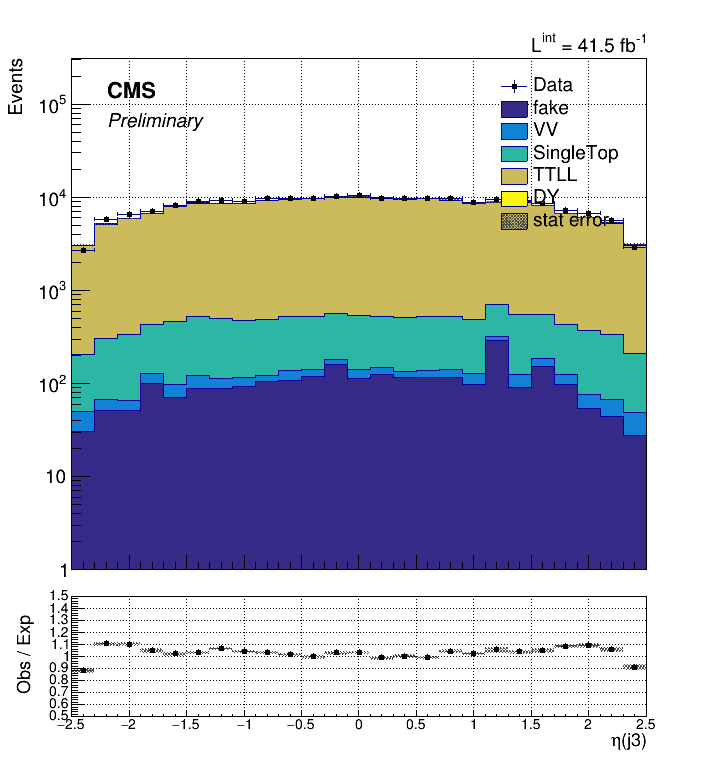 L^int = 41.5 fb^-1
Events
CMS
Preliminary
Data
fake
VV
SingleTop
TTLL
DY
stat error
10^5
10^4
10^3
10^2
10
1
Obs / Exp
1.5
1.4
1.3
1.2
1.1
1
0.9
0.8
0.7
0.6
0.5
−2.5 −2 −1.5 −1 −0.5 0 0.5 1 1.5 2 2.5
η(j3)